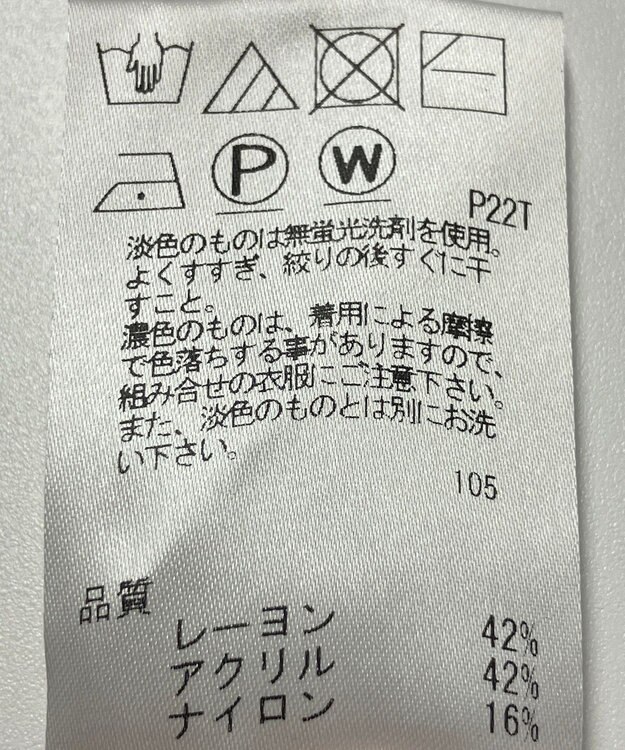 P W
P22T
淡色のものは無蛍光洗剤を使用。
よくすすぎ、絞りの後すぐに干
すこと。
濃色のものは、着用による摩擦
で色落ちする事がありますので、
組み合せの衣服にご注意下さい。
また、淡色のものとは別にお洗
い下さい。
105
品質
レーヨン 42%
アクリル 42%
ナイロン 16%